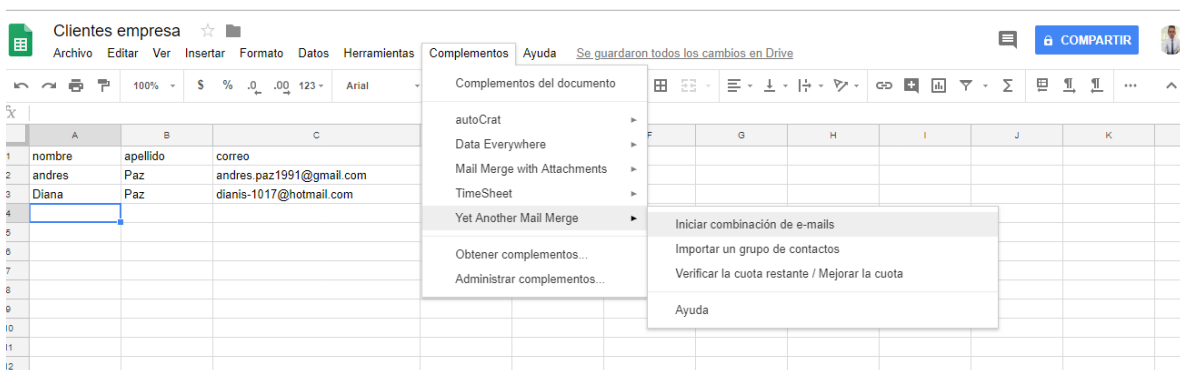 Clientes empresa
Archivo Editar Ver Insertar Formato Datos Herramientas Complementos Ayuda Se guardaron todos los cambios en Drive
COMPARTIR
100% $ % .0 .00 123 Arial
Complementos del documento
autoCrat
Data Everywhere
Mail Merge with Attachments
TimeSheet
Yet Another Mail Merge
Obtener complementos...
Administrar complementos...
Iniciar combinación de e-mails
Importar un grupo de contactos
Verificar la cuota restante / Mejorar la cuota
Ayuda
fx
A B C F G H I J K
1 nombre apellido correo
2 andres Paz andres.paz1991@gmail.com
3 Diana Paz dianis-1017@hotmail.com
4
5
6
7
8
9
10
11
12